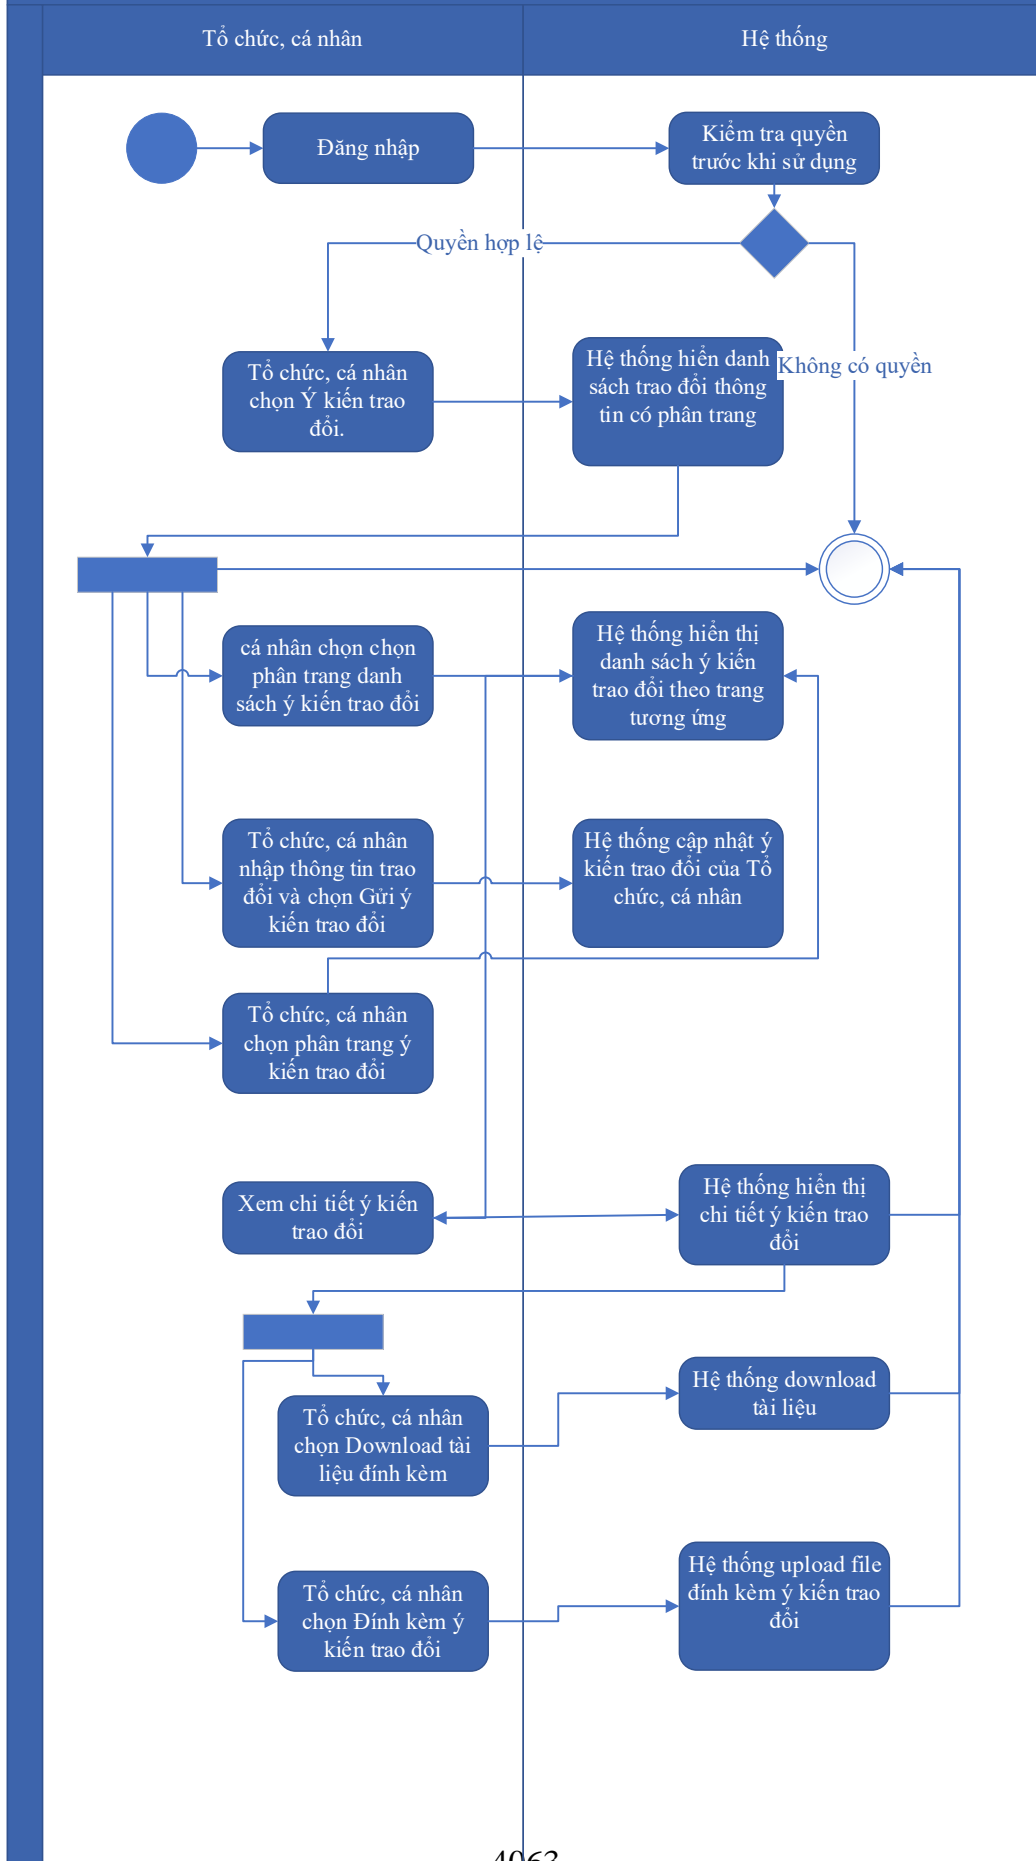 Tổ chức, cá nhân
Hệ thống
Đăng nhập
Kiểm tra quyền
trước khi sử dụng
Quyền hợp lệ
Tổ chức, cá nhân
chọn Ý kiến trao
đổi.
Hệ thống hiển danh
sách trao đổi thông
tin có phân trang
Không có quyền
cá nhân chọn chọn
phân trang danh
sách ý kiến trao đổi
Hệ thống hiển thị
danh sách ý kiến
trao đổi theo trang
tương ứng
Tổ chức, cá nhân
nhập thông tin trao
đổi và chọn Gửi ý
kiến trao đổi
Hệ thống cập nhật ý
kiến trao đổi của Tổ
chức, cá nhân
Tổ chức, cá nhân
chọn phân trang ý
kiến trao đổi
Xem chi tiết ý kiến
trao đổi
Hệ thống hiển thị
chi tiết ý kiến trao
đổi
Tổ chức, cá nhân
chọn Download tài
liệu đính kèm
Hệ thống download
tài liệu
Tổ chức, cá nhân
chọn Đính kèm ý
kiến trao đổi
Hệ thống upload file
đính kèm ý kiến trao
đổi
4063